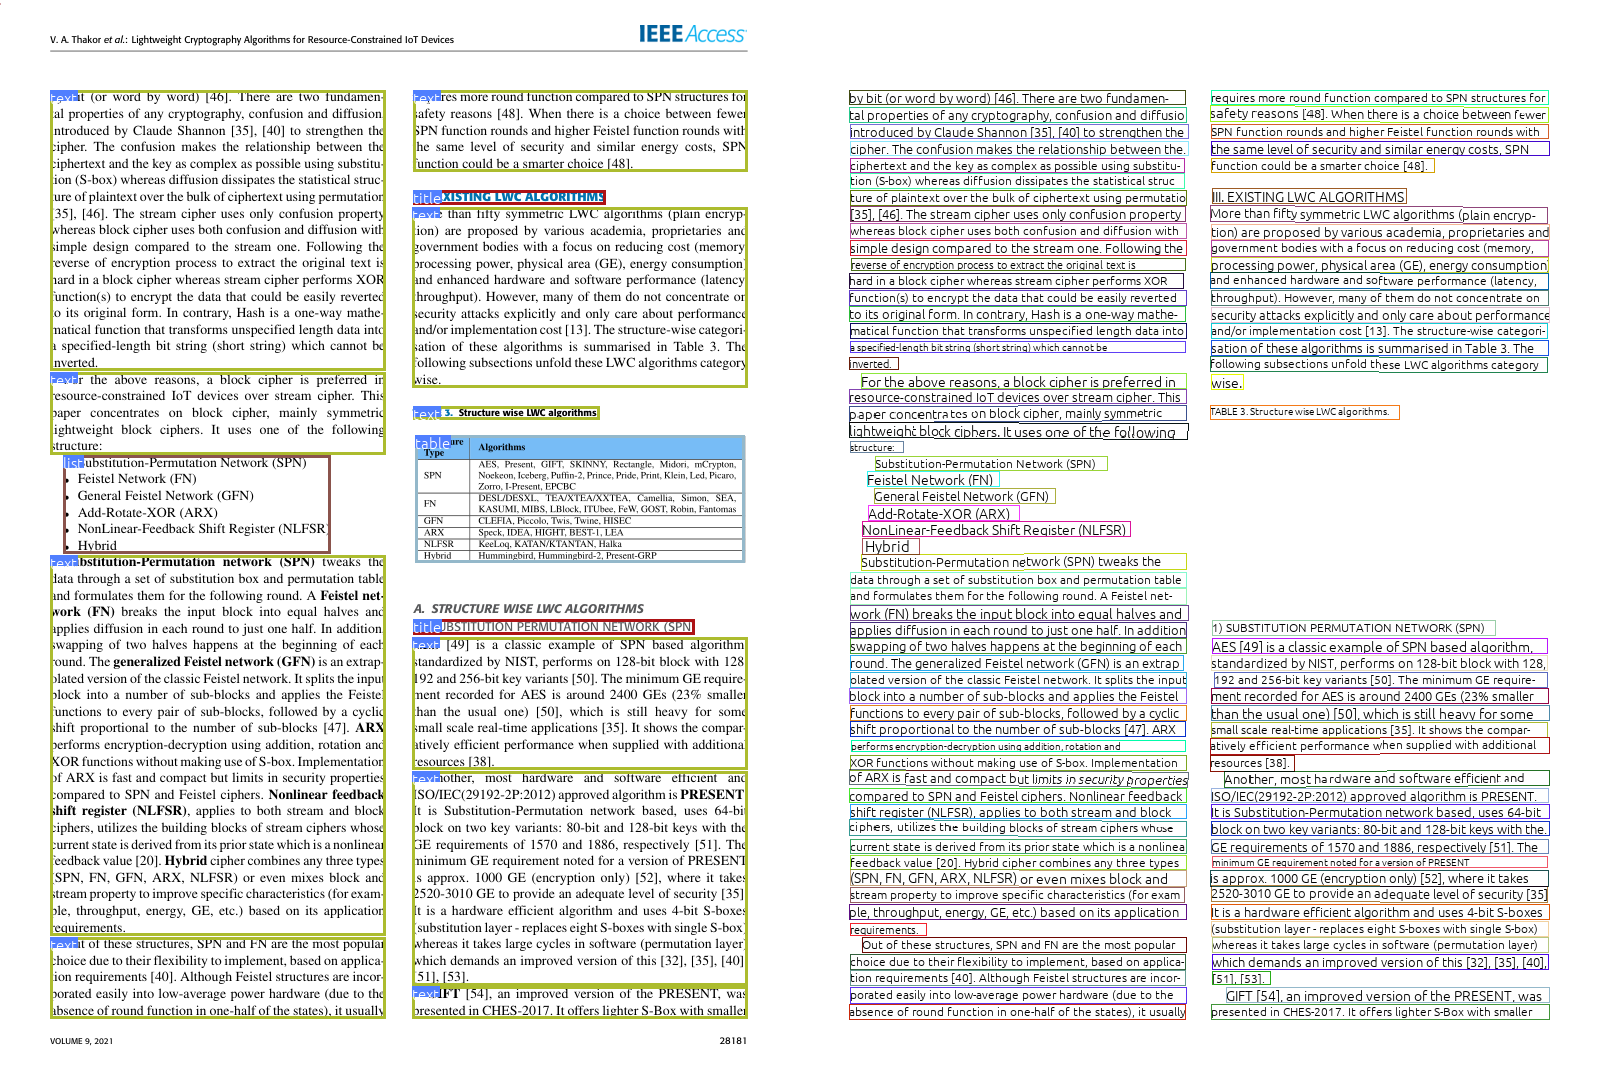 V. A. Thakor et al.: Lightweight Cryptography Algorithms for Resource-Constrained IoT Devices
IEEE Access
text it (or word by word) [46]. There are two fundamen-
tal properties of any cryptography, confusion and diffusion
introduced by Claude Shannon [35], [40] to strengthen the
cipher. The confusion makes the relationship between the
ciphertext and the key as complex as possible using substitu-
tion (S-box) whereas diffusion dissipates the statistical struc-
ture of plaintext over the bulk of ciphertext using permutation
[35], [46]. The stream cipher uses only confusion property
whereas block cipher uses both confusion and diffusion with
simple design compared to the stream one. Following the
reverse of encryption process to extract the original text is
hard in a block cipher whereas stream cipher performs XOR
function(s) to encrypt the data that could be easily reverted
to its original form. In contrary, Hash is a one-way mathe-
matical function that transforms unspecified length data into
a specified-length bit string (short string) which cannot be
inverted.
text r the above reasons, a block cipher is preferred in
resource-constrained IoT devices over stream cipher. This
paper concentrates on block cipher, mainly symmetric
lightweight block ciphers. It uses one of the following
structure:
list ubstitution-Permutation Network (SPN)
• Feistel Network (FN)
• General Feistel Network (GFN)
• Add-Rotate-XOR (ARX)
• NonLinear-Feedback Shift Register (NLFSR)
• Hybrid
text bstitution-Permutation network (SPN) tweaks the
data through a set of substitution box and permutation table
and formulates them for the following round. A Feistel net-
work (FN) breaks the input block into equal halves and
applies diffusion in each round to just one half. In addition
swapping of two halves happens at the beginning of each
round. The generalized Feistel network (GFN) is an extrap-
olated version of the classic Feistel network. It splits the input
block into a number of sub-blocks and applies the Feistel
functions to every pair of sub-blocks, followed by a cyclic
shift proportional to the number of sub-blocks [47]. ARX
performs encryption-decryption using addition, rotation and
XOR functions without making use of S-box. Implementation
of ARX is fast and compact but limits in security properties
compared to SPN and Feistel ciphers. Nonlinear feedback
shift register (NLFSR), applies to both stream and block
ciphers, utilizes the building blocks of stream ciphers whose
current state is derived from its prior state which is a nonlinear
feedback value [20]. Hybrid cipher combines any three types
(SPN, FN, GFN, ARX, NLFSR) or even mixes block and
stream property to improve specific characteristics (for exam-
ple, throughput, energy, GE, etc.) based on its application
requirements.
text t of these structures, SPN and FN are the most popular
choice due to their flexibility to implement, based on applica-
tion requirements [40]. Although Feistel structures are incor-
porated easily into low-average power hardware (due to the
absence of round function in one-half of the states), it usually
text res more round function compared to SPN structures for
safety reasons [48]. When there is a choice between fewer
SPN function rounds and higher Feistel function rounds with
the same level of security and similar energy costs, SPN
function could be a smarter choice [48].
title EXISTING LWC ALGORITHMS
text e than fifty symmetric LWC algorithms (plain encryp-
tion) are proposed by various academia, proprietaries and
government bodies with a focus on reducing cost (memory
processing power, physical area (GE), energy consumption)
and enhanced hardware and software performance (latency
throughput). However, many of them do not concentrate on
security attacks explicitly and only care about performance
and/or implementation cost [13]. The structure-wise categori-
sation of these algorithms is summarised in Table 3. The
following subsections unfold these LWC algorithms category
wise.
text 3. Structure wise LWC algorithms
table ure Type Algorithms
SPN AES, Present, GIFT, SKINNY, Rectangle, Midori, mCrypton,
Noekeon, Iceberg, Puffin-2, Prince, Pride, Print, Klein, Led, Picaro,
Zorro, I-Present, EPCBC
FN DESL/DESXL, TEA/XTEA/XXTEA, Camellia, Simon, SEA,
KASUMI, MIBS, LBlock, ITUbee, FeW, GOST, Robin, Fantomas
GFN CLEFIA, Piccolo, Twis, Twine, HISEC
ARX Speck, IDEA, HIGHT, BEST-1, LEA
NLFSR KeeLoq, KATAN/KTANTAN, Halka
Hybrid Hummingbird, Hummingbird-2, Present-GRP
A. STRUCTURE WISE LWC ALGORITHMS
title UBSTITUTION PERMUTATION NETWORK (SPN
text [49] is a classic example of SPN based algorithm
standardized by NIST, performs on 128-bit block with 128
192 and 256-bit key variants [50]. The minimum GE require-
ment recorded for AES is around 2400 GEs (23% smaller
than the usual one) [50], which is still heavy for some
small scale real-time applications [35]. It shows the compar-
atively efficient performance when supplied with additional
resources [38].
text nother, most hardware and software efficient and
ISO/IEC(29192-2P:2012) approved algorithm is PRESENT
It is Substitution-Permutation network based, uses 64-bit
block on two key variants: 80-bit and 128-bit keys with the
GE requirements of 1570 and 1886, respectively [51]. The
minimum GE requirement noted for a version of PRESENT
is approx. 1000 GE (encryption only) [52], where it takes
2520-3010 GE to provide an adequate level of security [35]
It is a hardware efficient algorithm and uses 4-bit S-boxes
(substitution layer - replaces eight S-boxes with single S-box)
whereas it takes large cycles in software (permutation layer)
which demands an improved version of this [32], [35], [40]
[51], [53].
text IFT [54], an improved version of the PRESENT, was
presented in CHES-2017. It offers lighter S-Box with smaller
VOLUME 9, 2021
28181
by bit (or word by word) [46]. There are two fundamen-
tal properties of any cryptography, confusion and diffusio
introduced by Claude Shannon [35], [40] to strengthen the
cipher. The confusion makes the relationship between the.
ciphertext and the key as complex as possible using substitu-
tion (S-box) whereas diffusion dissipates the statistical struc
ture of plaintext over the bulk of ciphertext using permutatio
[35], [46]. The stream cipher uses only confusion property
whereas block cipher uses both confusion and diffusion with
simple design compared to the stream one. Following the
reverse of encryption process to extract the original text is
hard in a block cipher whereas stream cipher performs XOR
function(s) to encrypt the data that could be easily reverted
to its original form. In contrary, Hash is a one-way mathe-
matical function that transforms unspecified length data into
a specified-length bit string (short string) which cannot be
inverted.
For the above reasons, a block cipher is preferred in
resource-constrained IoT devices over stream cipher. This
paper concentrates on block cipher, mainly symmetric
lightweight block ciphers. It uses one of the following
structure:
Substitution-Permutation Network (SPN)
Feistel Network (FN)
General Feistel Network (GFN)
Add-Rotate-XOR (ARX)
NonLinear-Feedback Shift Register (NLFSR)
Hybrid
Substitution-Permutation network (SPN) tweaks the
data through a set of substitution box and permutation table
and formulates them for the following round. A Feistel net-
work (FN) breaks the input block into equal halves and
applies diffusion in each round to just one half. In addition
swapping of two halves happens at the beginning of each
round. The generalized Feistel network (GFN) is an extrap
olated version of the classic Feistel network. It splits the input
block into a number of sub-blocks and applies the Feistel
functions to every pair of sub-blocks, followed by a cyclic
shift proportional to the number of sub-blocks [47]. ARX
performs encryption-decryption using addition, rotation and
XOR functions without making use of S-box. Implementation
of ARX is fast and compact but limits in security properties
compared to SPN and Feistel ciphers. Nonlinear feedback
shift register (NLFSR), applies to both stream and block
ciphers, utilizes the building blocks of stream ciphers whose
current state is derived from its prior state which is a nonlinea
feedback value [20]. Hybrid cipher combines any three types
(SPN, FN, GFN, ARX, NLFSR) or even mixes block and
stream property to improve specific characteristics (for exam
ple, throughput, energy, GE, etc.) based on its application
requirements.
Out of these structures, SPN and FN are the most popular
choice due to their flexibility to implement, based on applica-
tion requirements [40]. Although Feistel structures are incor-
porated easily into low-average power hardware (due to the
absence of round function in one-half of the states), it usually
requires more round function compared to SPN structures for
safety reasons [48]. When there is a choice between fewer
SPN function rounds and higher Feistel function rounds with
the same level of security and similar energy costs, SPN
function could be a smarter choice [48].
III. EXISTING LWC ALGORITHMS
More than fifty symmetric LWC algorithms (plain encryp-
tion) are proposed by various academia, proprietaries and
government bodies with a focus on reducing cost (memory,
processing power, physical area (GE), energy consumption
and enhanced hardware and software performance (latency,
throughput). However, many of them do not concentrate on
security attacks explicitly and only care about performance
and/or implementation cost [13]. The structure-wise categori-
sation of these algorithms is summarised in Table 3. The
following subsections unfold these LWC algorithms category
wise.
TABLE 3. Structure wise LWC algorithms.
1) SUBSTITUTION PERMUTATION NETWORK (SPN)
AES [49] is a classic example of SPN based algorithm,
standardized by NIST, performs on 128-bit block with 128,
192 and 256-bit key variants [50]. The minimum GE require-
ment recorded for AES is around 2400 GEs (23% smaller
than the usual one) [50], which is still heavy for some
small scale real-time applications [35]. It shows the compar-
atively efficient performance when supplied with additional
resources [38].
Another, most hardware and software efficient and
ISO/IEC(29192-2P:2012) approved algorithm is PRESENT.
It is Substitution-Permutation network based, uses 64-bit
block on two key variants: 80-bit and 128-bit keys with the.
GE requirements of 1570 and 1886, respectively [51]. The
minimum GE requirement noted for a version of PRESENT
is approx. 1000 GE (encryption only) [52], where it takes
2520-3010 GE to provide an adequate level of security [35]
It is a hardware efficient algorithm and uses 4-bit S-boxes
(substitution layer - replaces eight S-boxes with single S-box)
whereas it takes large cycles in software (permutation layer)
which demands an improved version of this [32], [35], [40],
[51], [53].
GIFT [54], an improved version of the PRESENT, was
presented in CHES-2017. It offers lighter S-Box with smaller